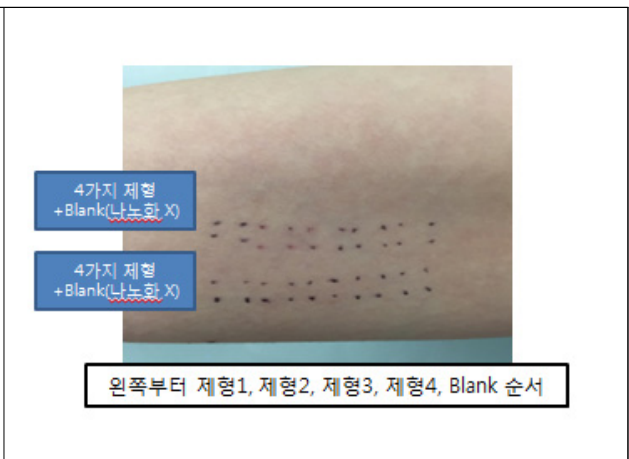 4가지 제형
+Blank(나노화 X)
4가지 제형
+Blank(나노화 X)
왼쪽부터 제형1, 제형2, 제형3, 제형4, Blank 순서